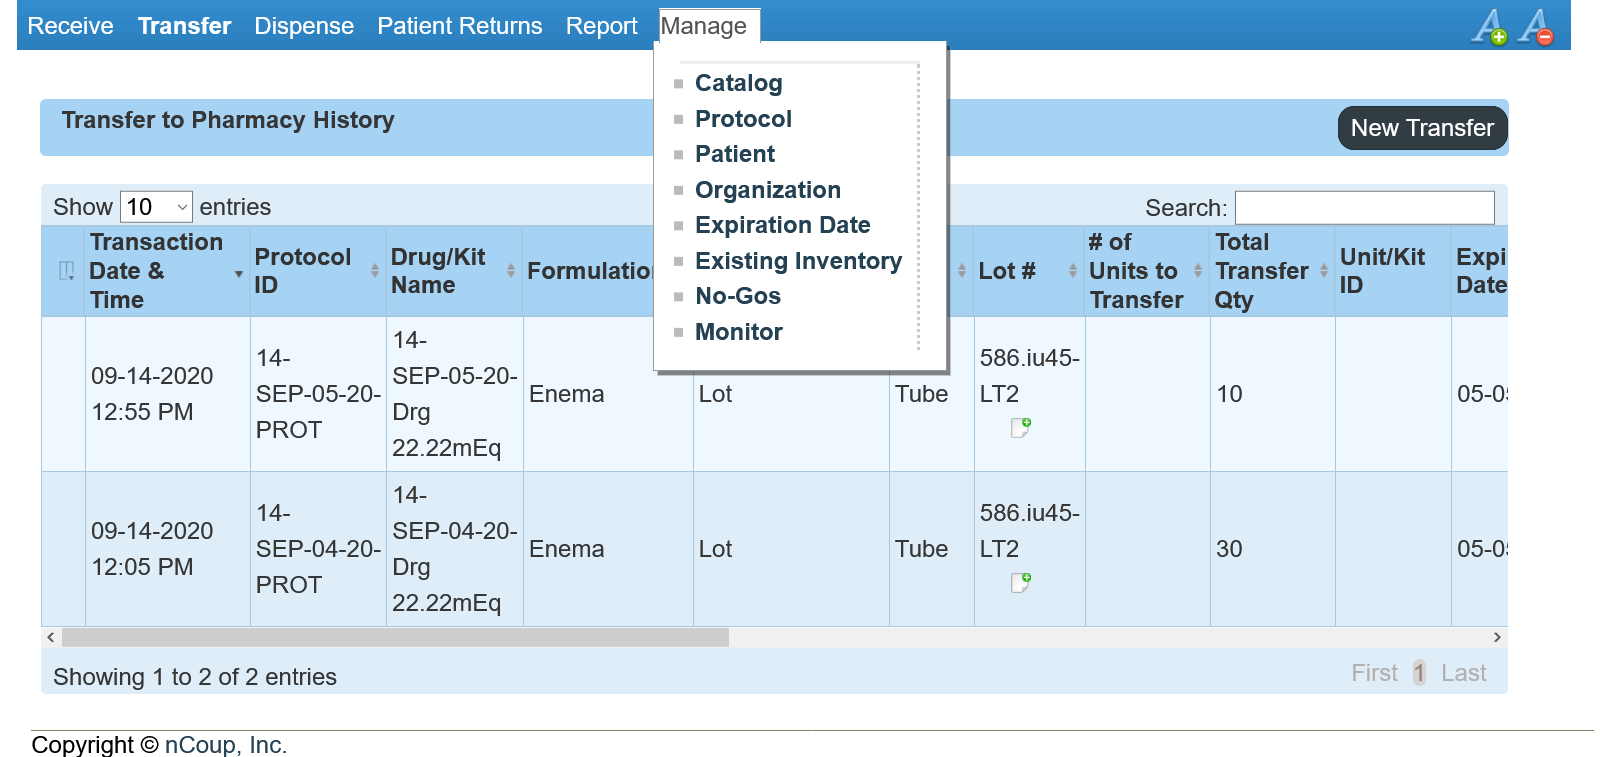 Receive Transfer Dispense Patient Returns Report Manage
Catalog
Protocol
Patient
Organization
Expiration Date
Existing Inventory
No-Gos
Monitor
Transfer to Pharmacy History
New Transfer
Show 10 entries
Search:
Transaction Date & Time
Protocol ID
Drug/Kit Name
Formulatio
Lot #
# of Units to Transfer
Total Transfer Qty
Unit/Kit ID
Expi
Date
09-14-2020
12:55 PM
14-
SEP-05-20-
PROT
14-
SEP-05-20-
Drg
22.22mEq
Enema
Lot
Tube
586.iu45-
LT2
10
05-05
09-14-2020
12:05 PM
14-
SEP-04-20-
PROT
14-
SEP-04-20-
Drg
22.22mEq
Enema
Lot
Tube
586.iu45-
LT2
30
05-05
Showing 1 to 2 of 2 entries
First 1 Last
Copyright © nCoup, Inc.